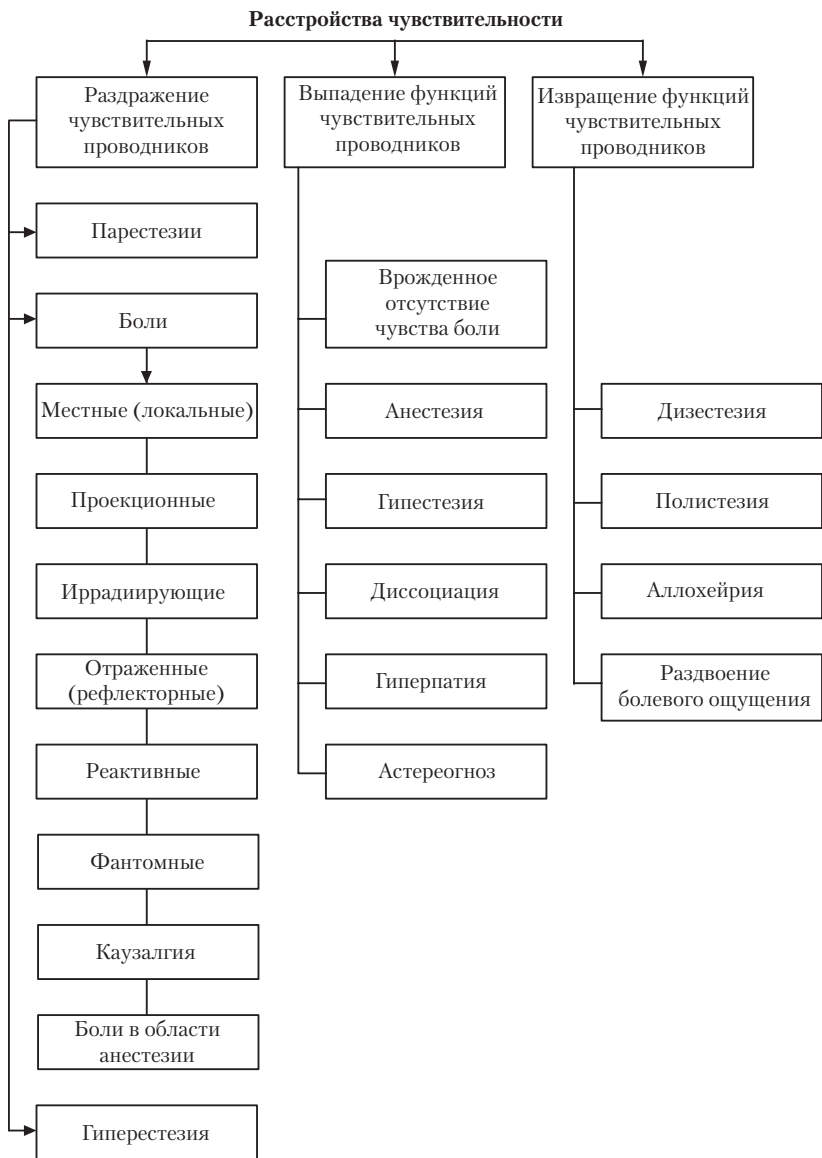 Расстройства чувствительности
Раздражение
чувствительных
проводников
Выпадение функций
чувствительных
проводников
Извращение функций
чувствительных
проводников
Парестезии
Боли
Местные (локальные)
Проекционные
Иррадиирующие
Отраженные
(рефлекторные)
Реактивные
Фантомные
Каузалгия
Боли в области
анестезии
Гиперестезия
Врожденное
отсутствие
чувства боли
Анестезия
Гипестезия
Диссоциация
Гиперпатия
Астереогноз
Дизестезия
Полистезия
Аллохейрия
Раздвоение
болевого ощущения